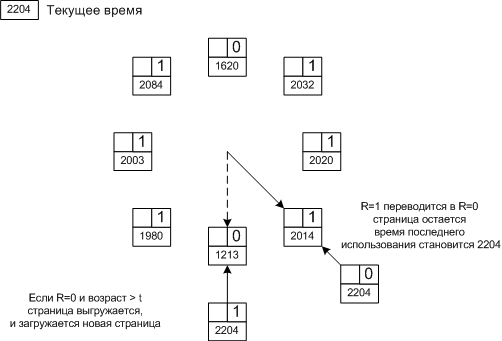 2204 Текущее время
0
1620
1
2084
1
2032
1
2003
1
2020
1
1980
0
1213
1
2014
R=1 переводится в R=0
страница остается
время последнего
использования становится 2204
0
2204
Если R=0 и возраст > t
страница выгружается,
и загружается новая страница
1
2204